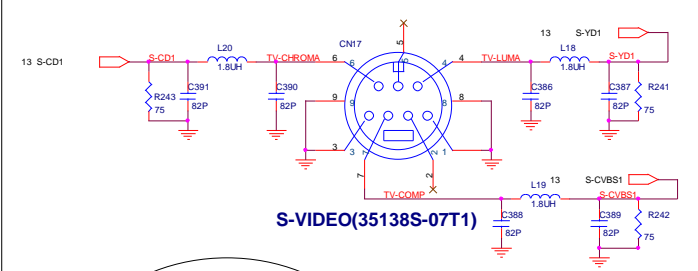 13 S-CD1
S-CD1
L20
1.8UH
TV-CHROMA
CN17
TV-LUMA
L18
1.8UH
13 S-YD1
S-YD1
R243
75
C391
82P
C390
82P
C386
82P
C387
82P
R241
75
5
6
6
5
4
4
9
9
8
8
3
3
7
2
1
1
7
2
TV-COMP
L19
1.8UH
13 S-CVBS1
S-CVBS1
C388
82P
C389
82P
R242
75
S-VIDEO(35138S-07T1)